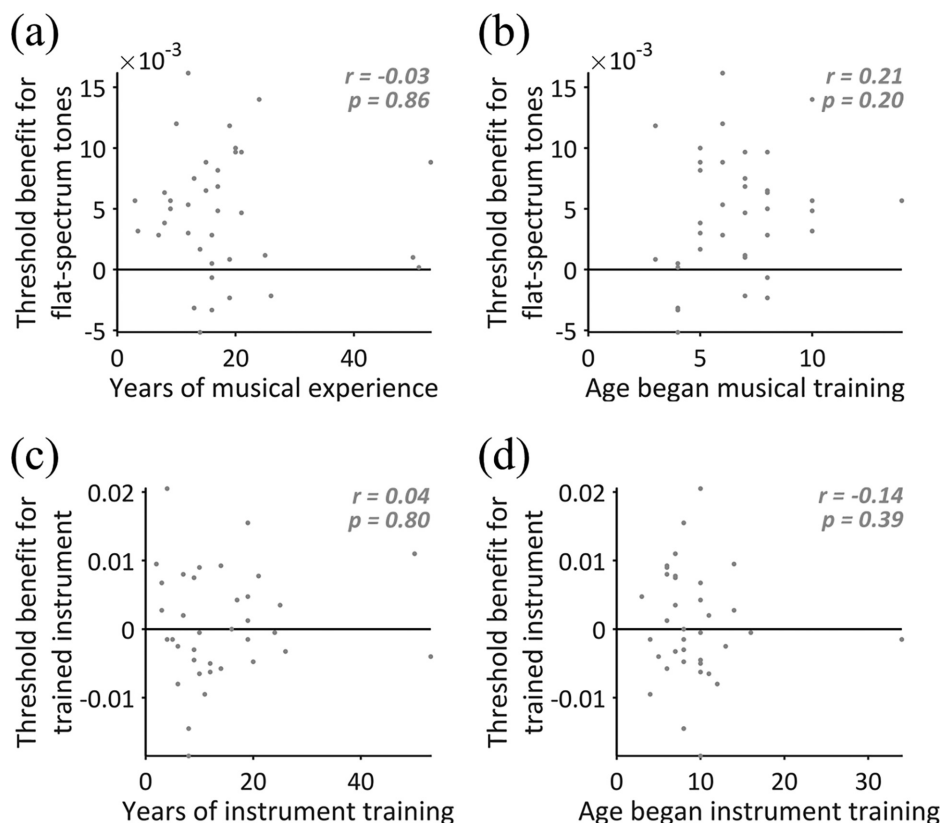 (a)
×10-3
r = -0.03
p = 0.86
Threshold benefit for
flat-spectrum tones
15
10
5
0
-5
0 20 40
Years of musical experience
(b)
×10-3
r = 0.21
p = 0.20
Threshold benefit for
flat-spectrum tones
15
10
5
0
-5
0 5 10
Age began musical training
(c)
r = 0.04
p = 0.80
Threshold benefit for
trained instrument
0.02
0.01
0
-0.01
0 20 40
Years of instrument training
(d)
r = -0.14
p = 0.39
Threshold benefit for
trained instrument
0.02
0.01
0
-0.01
0 10 20 30
Age began instrument training